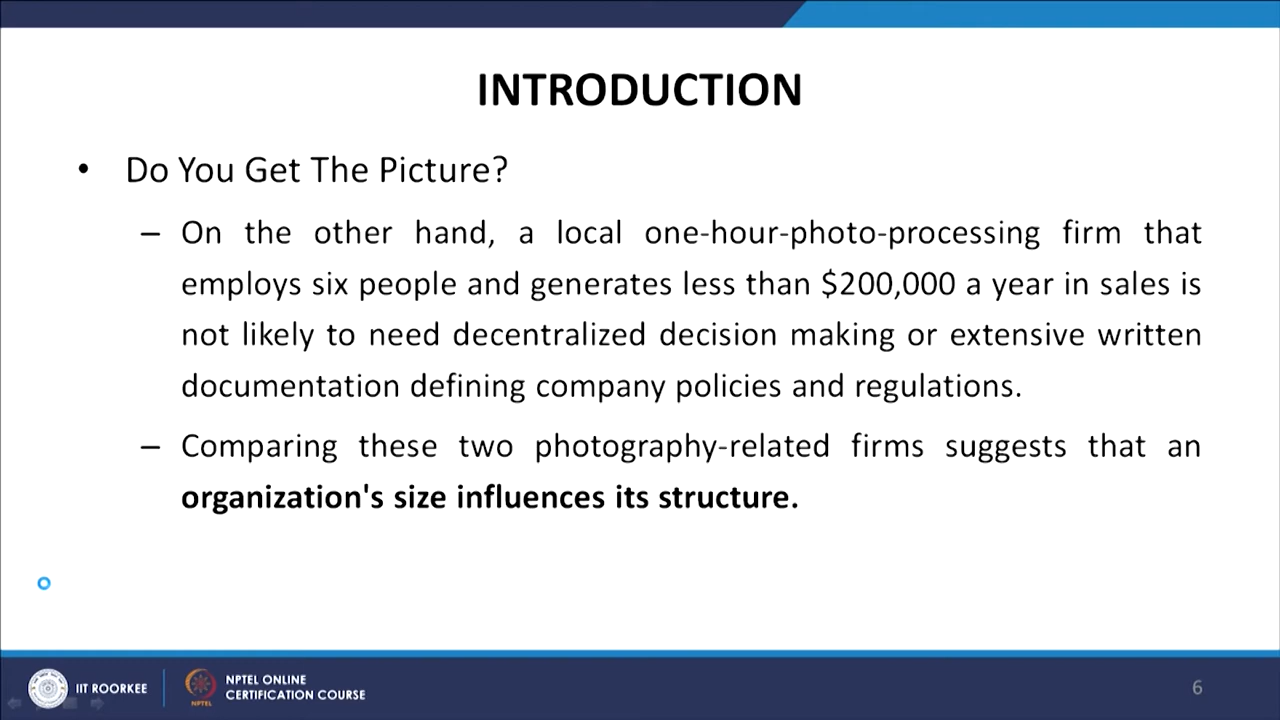 INTRODUCTION
• Do You Get The Picture?
– On the other hand, a local one-hour-photo-processing firm that
employs six people and generates less than $200,000 a year in sales is
not likely to need decentralized decision making or extensive written
documentation defining company policies and regulations.
– Comparing these two photography-related firms suggests that an
organization's size influences its structure.
IIT ROORKEE
NPTEL
NPTEL ONLINE
CERTIFICATION COURSE
6